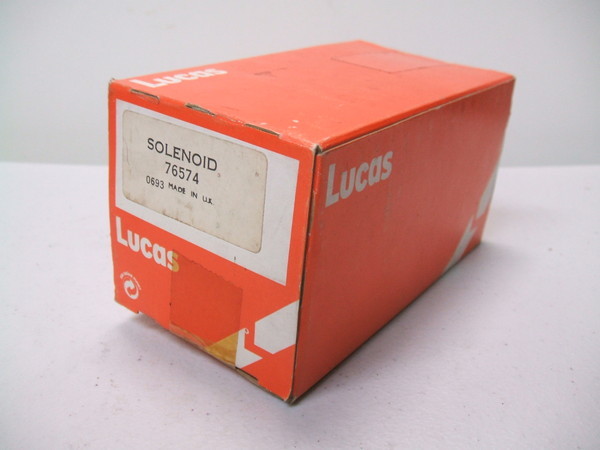 Lucas
SOLENOID
76574
0693 MADE IN U.K.
Lucas
Lucas